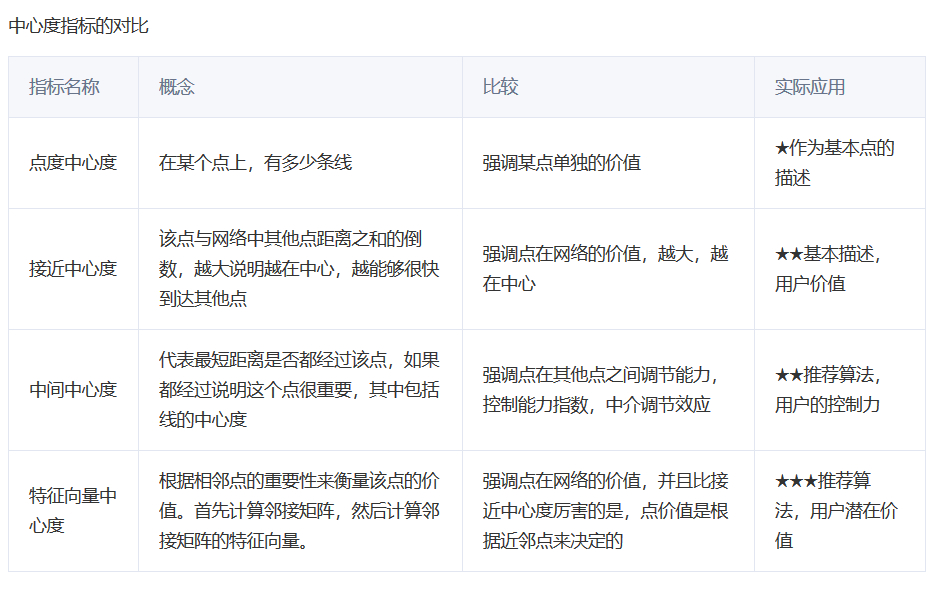 中心度指标的对比
指标名称
概念
比较
实际应用
点度中心度
在某个点上，有多少条线
强调某点单独的价值
★作为基本点的
描述
接近中心度
该点与网络中其他点距离之和的倒
数，越大说明越在中心，越能够很快
到达其他点
强调点在网络的价值，越大，越
在中心
★★基本描述，
用户价值
中间中心度
代表最短距离是否都经过该点，如果
都经过说明这个点很重要，其中包括
线的中心度
强调点在其他点之间调节能力，
控制能力指数，中介调节效应
★★推荐算法，
用户的控制力
特征向量中
心度
根据相邻点的重要性来衡量该点的价
值。首先计算邻接矩阵，然后计算邻
接矩阵的特征向量。
强调点在网络的价值，并且比接
近中心度厉害的是，点价值是根
据近邻点来决定的
★★★推荐算
法，用户潜在价
值